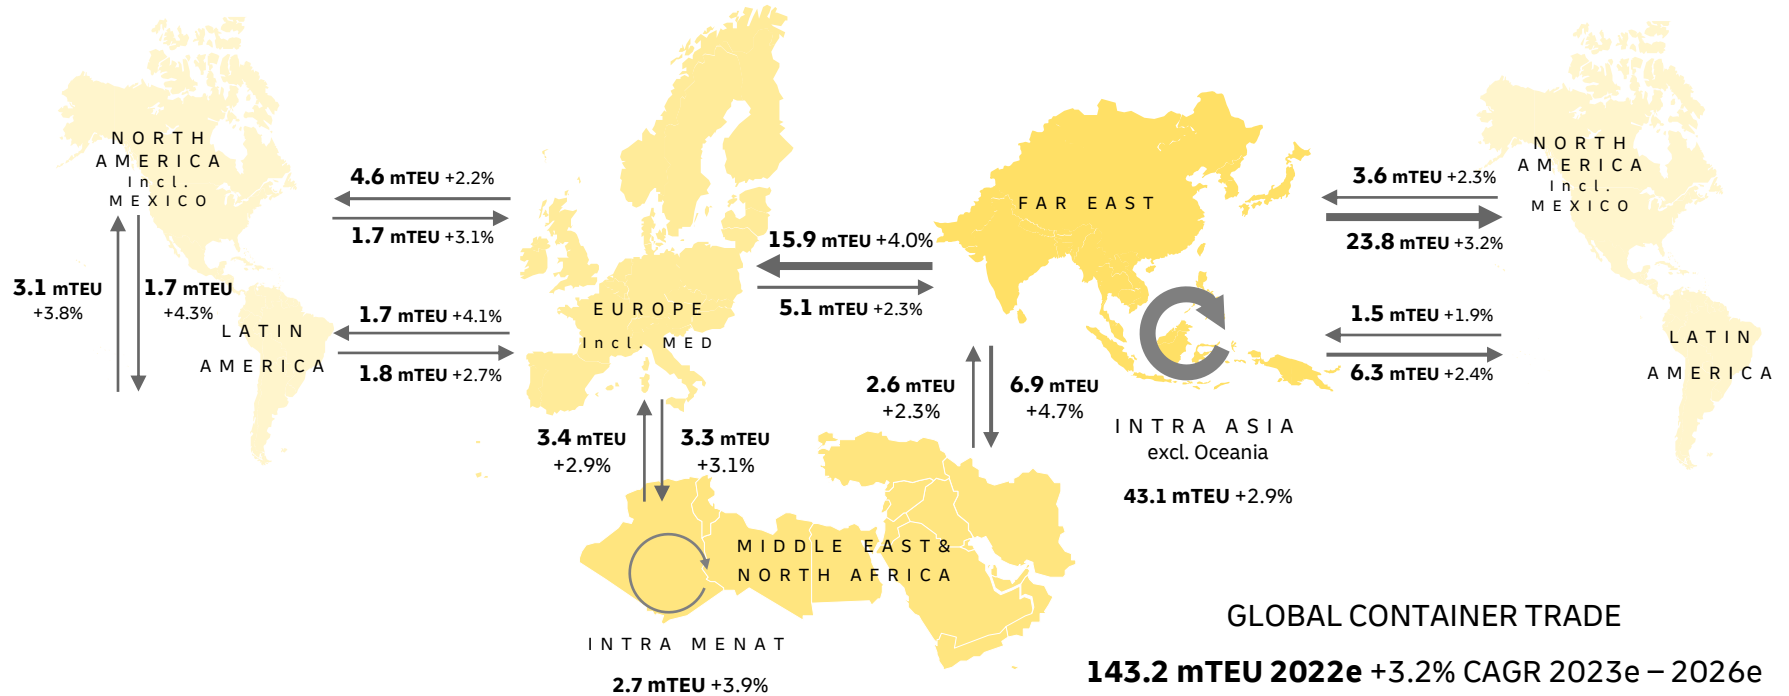 NORTH
AMERICA
Incl.
MEXICO
4.6 mTEU +2.2%
1.7 mTEU +3.1%
3.1 mTEU
+3.8%
1.7 mTEU
+4.3%
LATIN
AMERICA
1.7 mTEU +4.1%
1.8 mTEU +2.7%
EUROPE
Incl. MED
15.9 mTEU +4.0%
5.1 mTEU +2.3%
FAR EAST
3.6 mTEU +2.3%
23.8 mTEU +3.2%
NORTH
AMERICA
Incl.
MEXICO
1.5 mTEU +1.9%
6.3 mTEU +2.4%
LATIN
AMERICA
3.4 mTEU
+2.9%
3.3 mTEU
+3.1%
2.6 mTEU
+2.3%
6.9 mTEU
+4.7%
INTRA ASIA
excl. Oceania
43.1 mTEU +2.9%
MIDDLE EAST&
NORTH AFRICA
INTRA MENAT
2.7 mTEU +3.9%
GLOBAL CONTAINER TRADE
143.2 mTEU 2022e +3.2% CAGR 2023e – 2026e